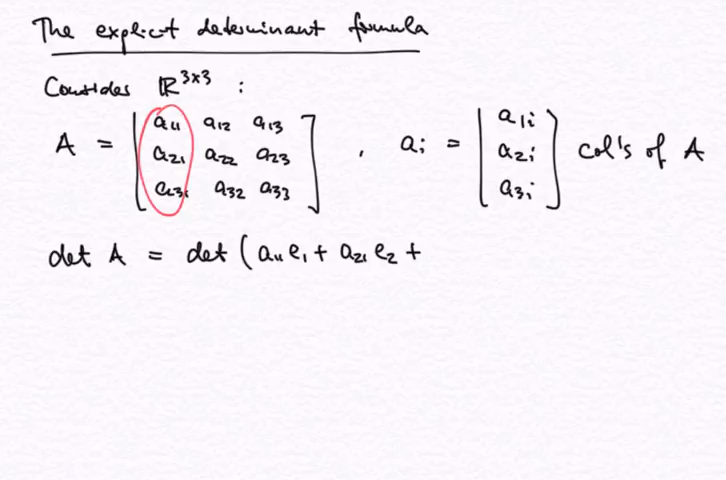 The explicit determinant formula
Consider ℝ^{3×3} :
A = [ a₁₁ a₁₂ a₁₃ ; a₂₁ a₂₂ a₂₃ ; a₃₁ a₃₂ a₃₃ ] , aᵢ = [ a₁ᵢ ; a₂ᵢ ; a₃ᵢ ] col's of A
det A = det ( a₁₁ e₁ + a₂₁ e₂ +